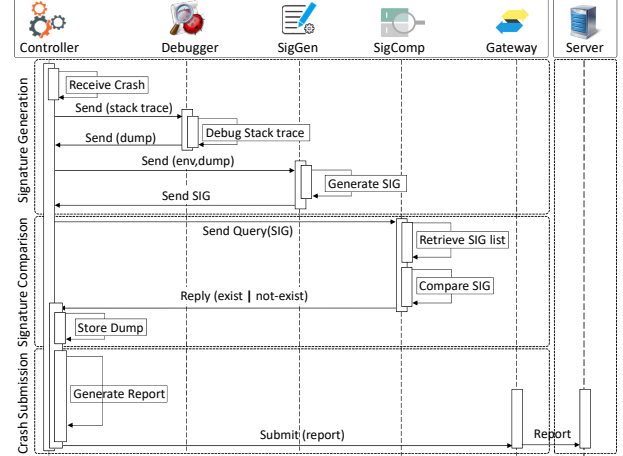 Controller
Debugger
SigGen
SigComp
Gateway
Server
Signature Generation
Receive Crash
Send (stack trace)
Debug Stack trace
Send (dump)
Send (env,dump)
Generate SIG
Send SIG
Signature Comparison
Send Query(SIG)
Retrieve SIG list
Compare SIG
Reply (exist | not-exist)
Store Dump
Crash Submission
Generate Report
Submit (report)
Report